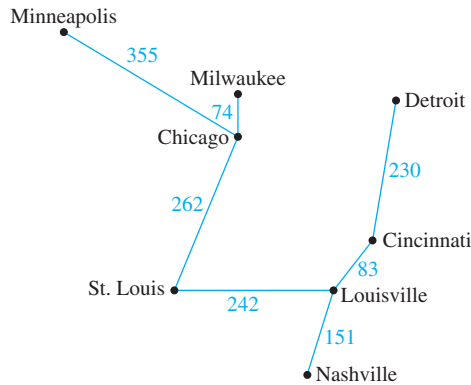 Minneapolis
355
Milwaukee
74
Detroit
Chicago
230
262
Cincinnati
83
St. Louis
242
Louisville
151
Nashville